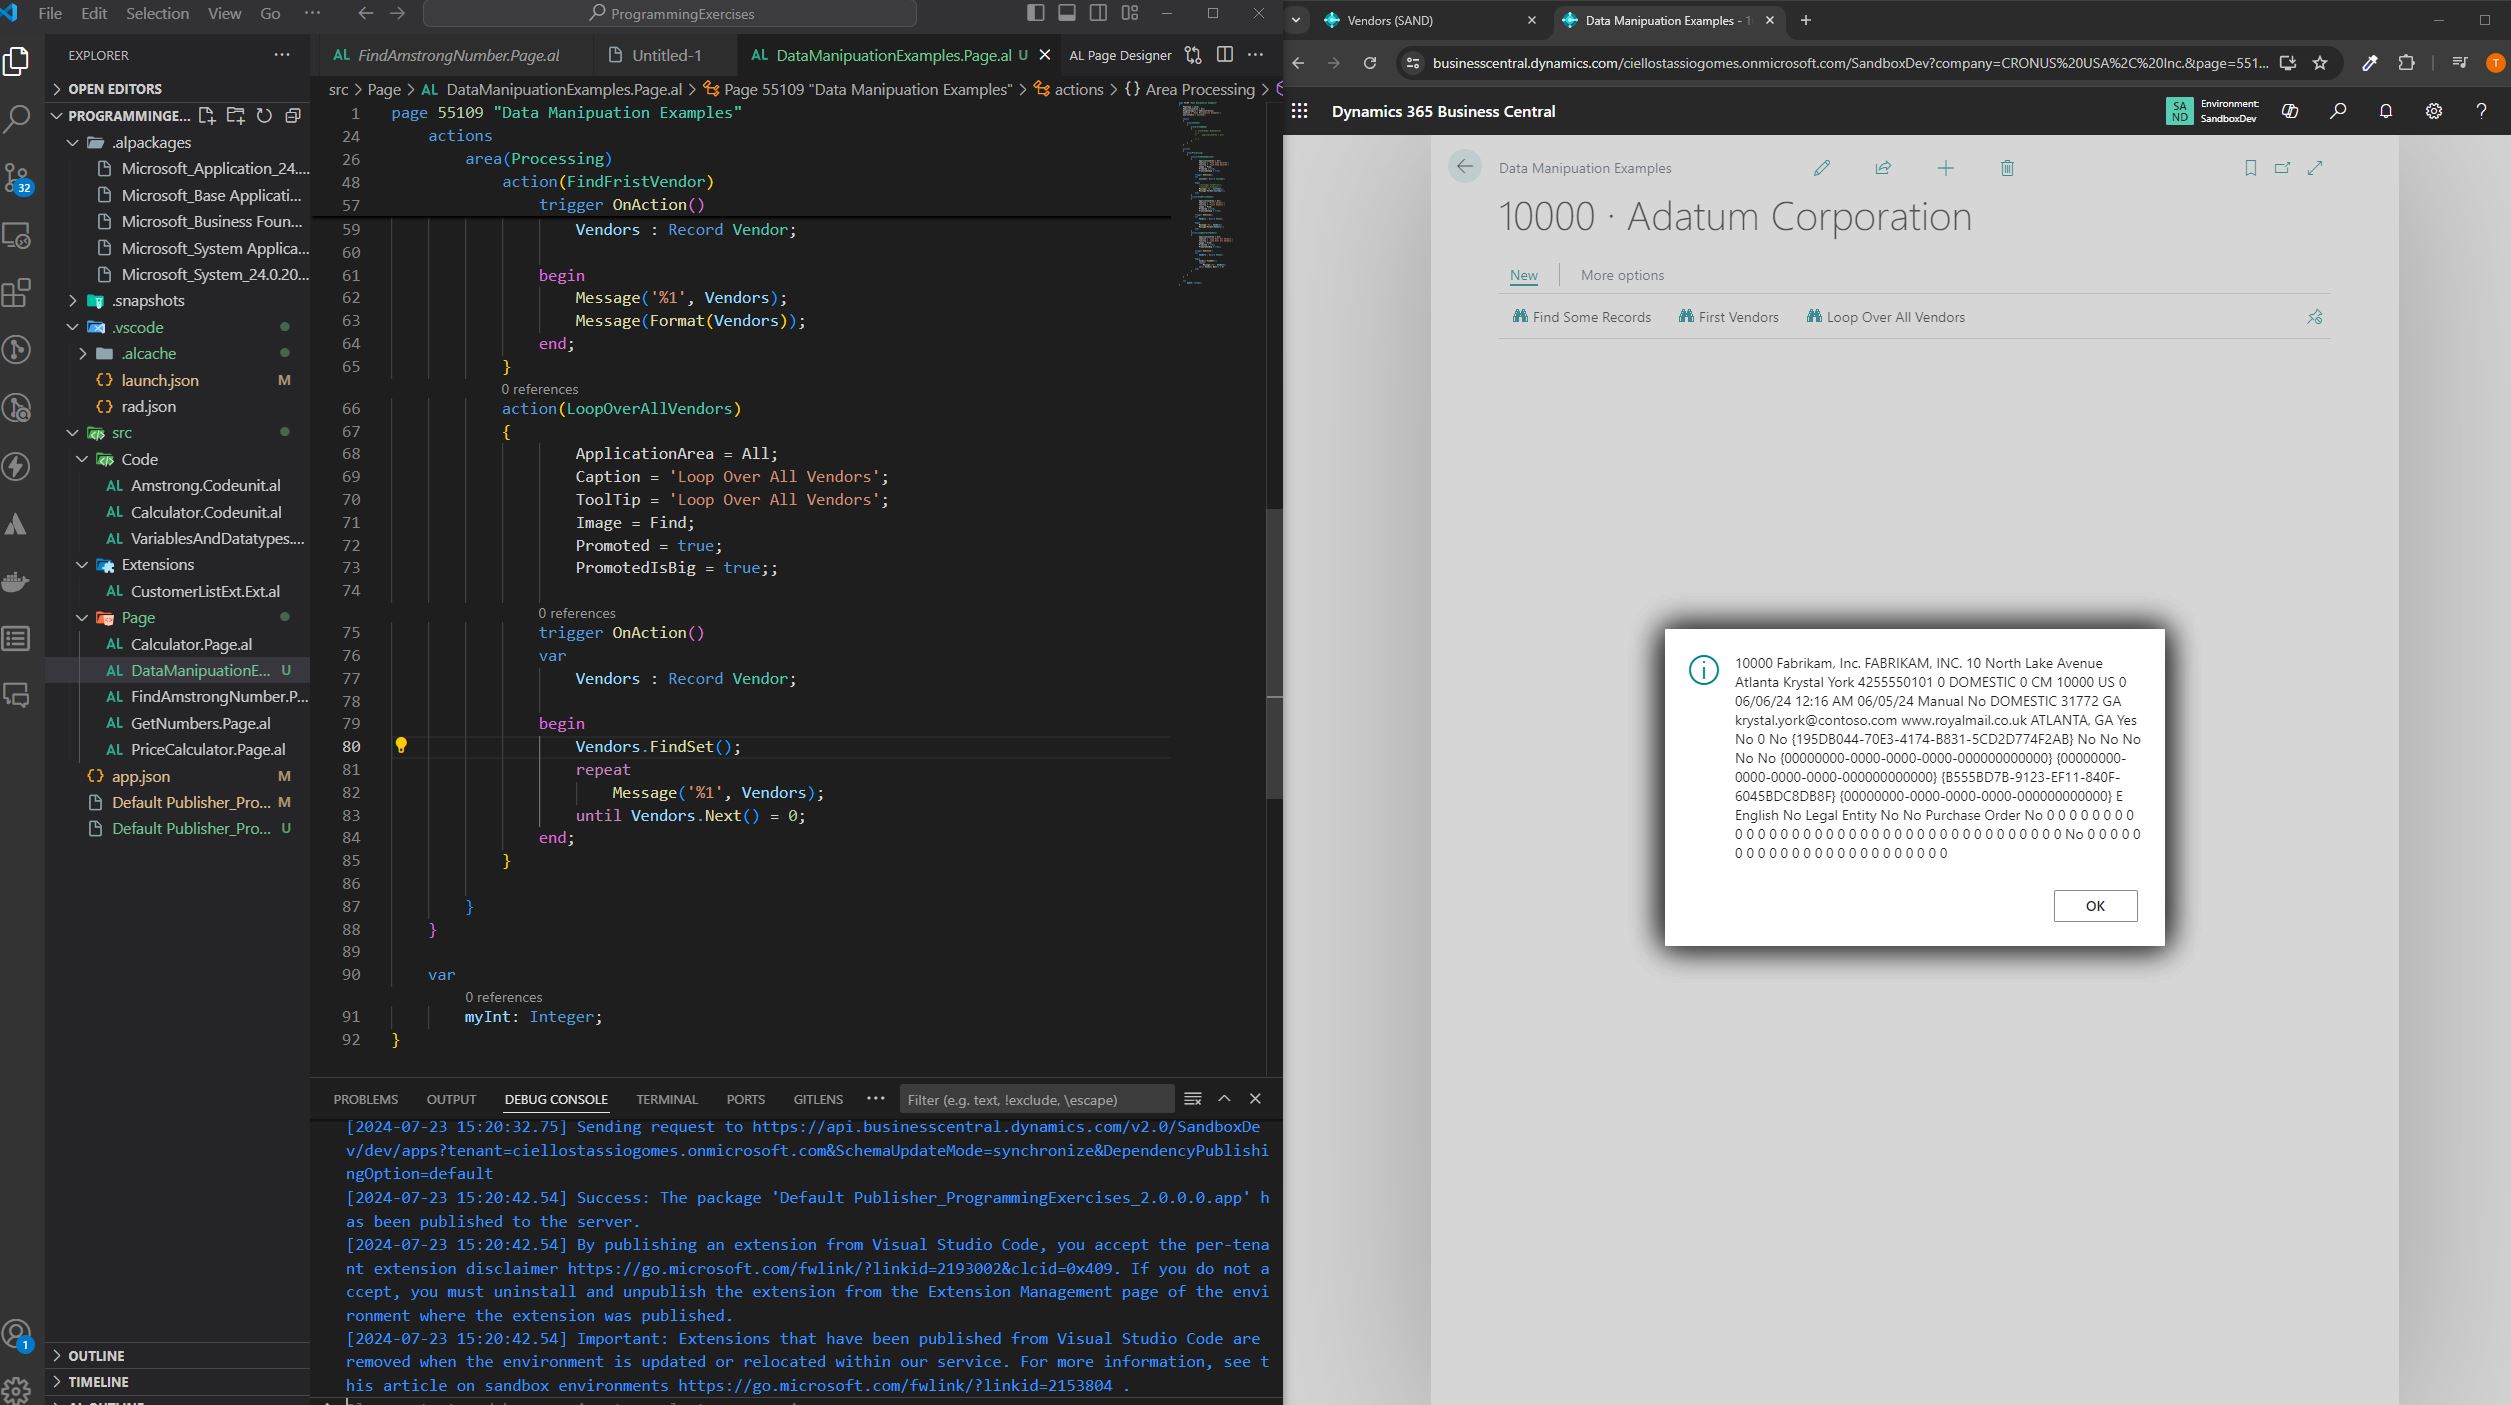 File Edit Selection View Go ··· ProgrammingExercises
EXPLORER ···
OPEN EDITORS
PROGRAMMINGE...
.alpackages
Microsoft_Application_24....
Microsoft_Base Applicati...
Microsoft_Business Foun...
Microsoft_System Applica...
Microsoft_System_24.0.20...
.snapshots
.vscode
.alcache
launch.json M
rad.json
src
Code
AL Amstrong.Codeunit.al
AL Calculator.Codeunit.al
AL VariablesAndDatatypes....
Extensions
AL CustomerListExt.Ext.al
Page
AL Calculator.Page.al
AL DataManipuationE... U
AL FindAmstrongNumber.P...
AL GetNumbers.Page.al
AL PriceCalculator.Page.al
{} app.json M
Default Publisher_Pro... M
Default Publisher_Pro... U
OUTLINE
TIMELINE
32
1
AL FindAmstrongNumber.Page.al Untitled-1 AL DataManipuationExamples.Page.al U AL Page Designer ···
src > Page > AL DataManipuationExamples.Page.al > Page 55109 "Data Manipuation Examples" > actions > {} Area Processing >
1 page 55109 "Data Manipuation Examples"
24 actions
26 area(Processing)
48 action(FindFristVendor)
57 trigger OnAction()
59 Vendors : Record Vendor;
60
61 begin
62 Message('%1', Vendors);
63 Message(Format(Vendors));
64 end;
65 }
0 references
66 action(LoopOverAllVendors)
67 {
68 ApplicationArea = All;
69 Caption = 'Loop Over All Vendors';
70 ToolTip = 'Loop Over All Vendors';
71 Image = Find;
72 Promoted = true;
73 PromotedIsBig = true;;
74
0 references
75 trigger OnAction()
76 var
77 Vendors : Record Vendor;
78
79 begin
80 Vendors.FindSet();
81 repeat
82 Message('%1', Vendors);
83 until Vendors.Next() = 0;
84 end;
85 }
86
87 }
88 }
89
90 var
0 references
91 myInt: Integer;
92 }
PROBLEMS OUTPUT DEBUG CONSOLE TERMINAL PORTS GITLENS ··· Filter (e.g. text, !exclude, \escape)
[2024-07-23 15:20:32.75] Sending request to https://api.businesscentral.dynamics.com/v2.0/SandboxDe
v/dev/apps?tenant=ciellostassiogomes.onmicrosoft.com&SchemaUpdateMode=synchronize&DependencyPublishi
ngOption=default
[2024-07-23 15:20:42.54] Success: The package 'Default Publisher_ProgrammingExercises_2.0.0.0.app' h
as been published to the server.
[2024-07-23 15:20:42.54] By publishing an extension from Visual Studio Code, you accept the per-tena
nt extension disclaimer https://go.microsoft.com/fwlink/?linkid=2193002&clcid=0x409. If you do not a
ccept, you must uninstall and unpublish the extension from the Extension Management page of the envi
ronment where the extension was published.
[2024-07-23 15:20:42.54] Important: Extensions that have been published from Visual Studio Code are
removed when the environment is updated or relocated within our service. For more information, see t
his article on sandbox environments https://go.microsoft.com/fwlink/?linkid=2153804 .
Vendors (SAND) Data Manipuation Examples -
businesscentral.dynamics.com/ciellostassiogomes.onmicrosoft.com/SandboxDev?company=CRONUS%20USA%2C%20Inc.&page=551... T
Dynamics 365 Business Central SA ND Environment: SandboxDev ?
Data Manipuation Examples
10000 · Adatum Corporation
New More options
Find Some Records First Vendors Loop Over All Vendors
10000 Fabrikam, Inc. FABRIKAM, INC. 10 North Lake Avenue
Atlanta Krystal York 4255550101 0 DOMESTIC 0 CM 10000 US 0
06/06/24 12:16 AM 06/05/24 Manual No DOMESTIC 31772 GA
krystal.york@contoso.com www.royalmail.co.uk ATLANTA, GA Yes
No 0 No {195DB044-70E3-4174-B831-5CD2D774F2AB} No No No
No No {00000000-0000-0000-0000-000000000000} {00000000-
0000-0000-0000-000000000000} {B555BD7B-9123-EF11-840F-
6045BDC8DB8F} {00000000-0000-0000-0000-000000000000} E
English No Legal Entity No No Purchase Order No 0 0 0 0 0 0 0 0
0 0 0 0 0 0 0 0 0 0 0 0 0 0 0 0 0 0 0 0 0 0 0 0 0 No 0 0 0 0 0
0 0 0 0 0 0 0 0 0 0 0 0 0 0 0 0 0 0 0
OK